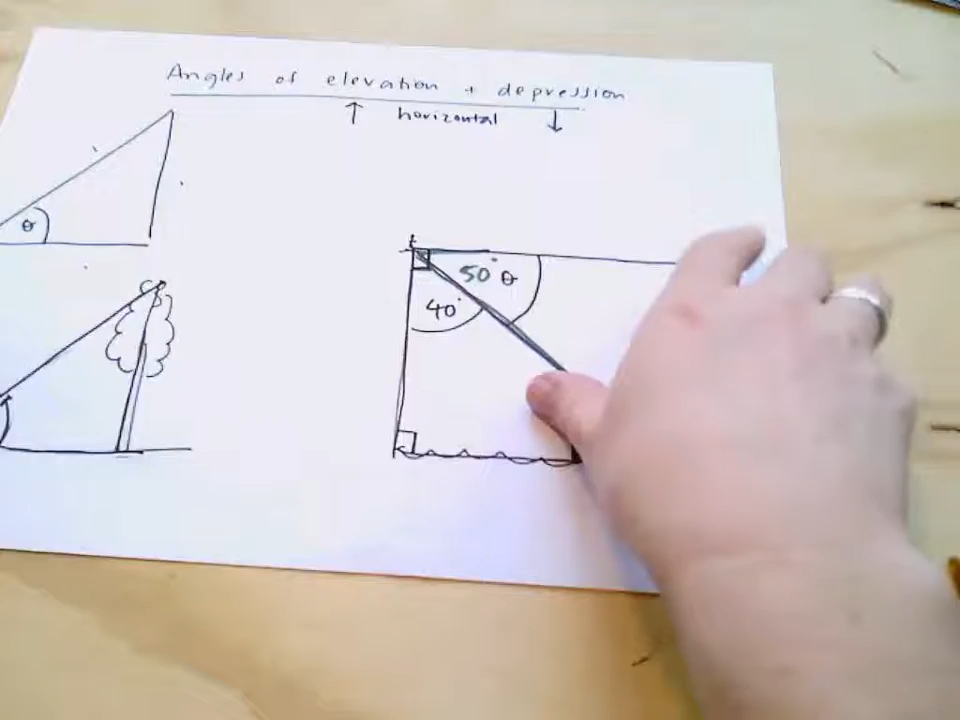 Angles of elevation + depression
↑ horizontal ↓
θ
50° θ
40°